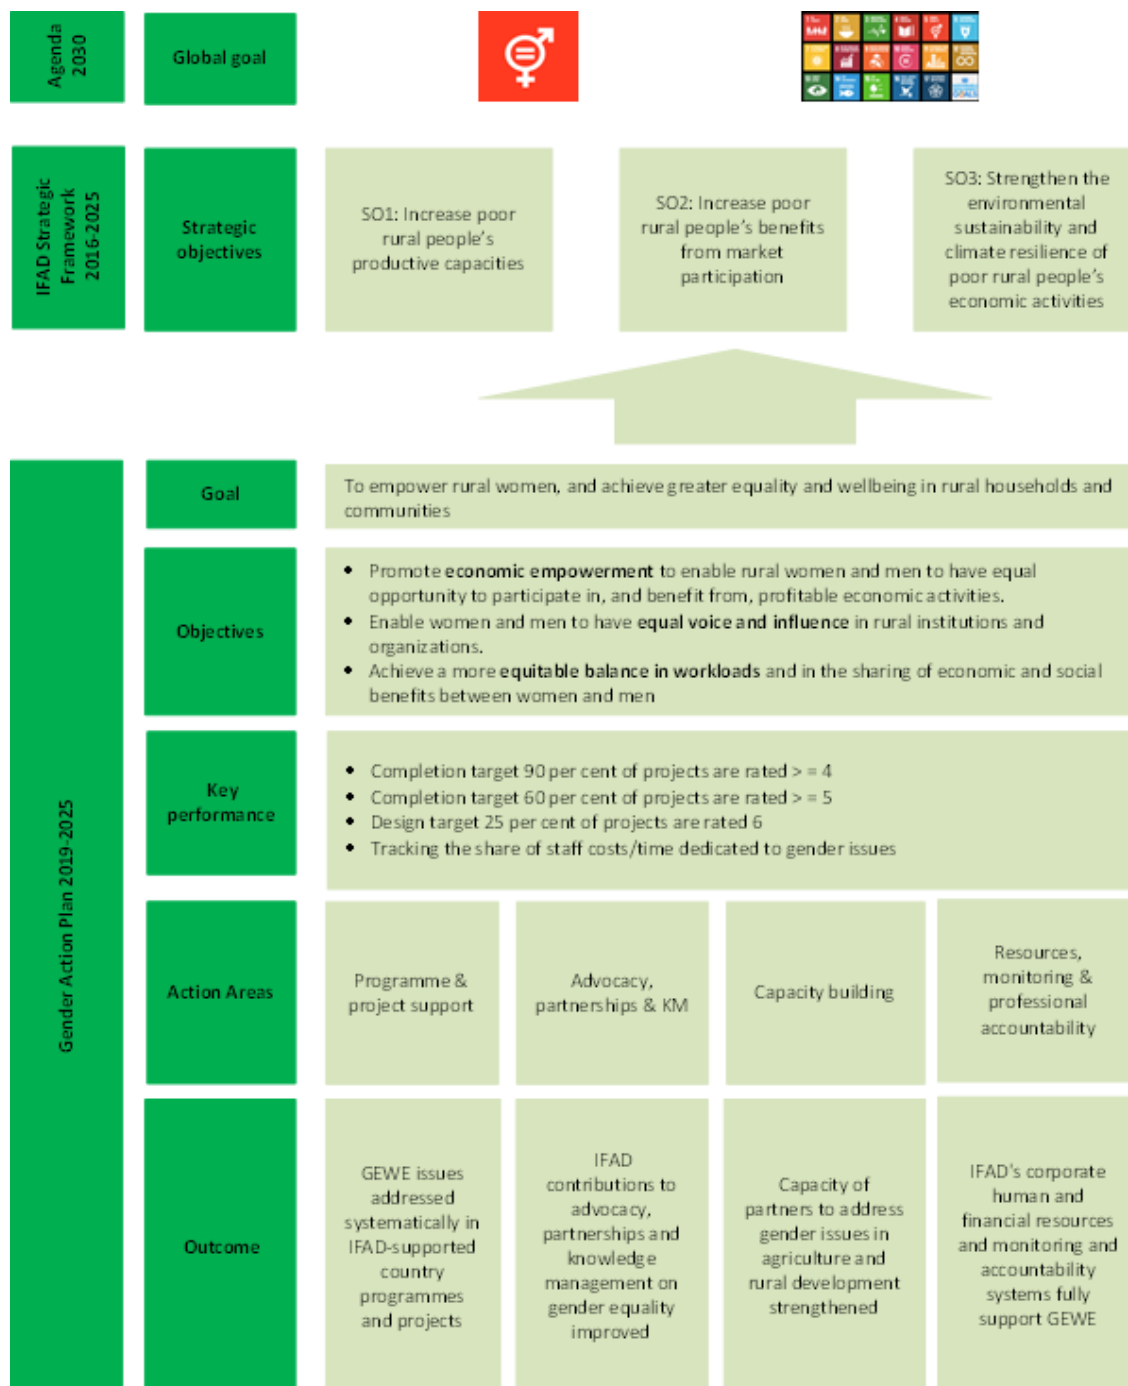 Agenda
2030
Global goal
IFAD Strategic
Framework
2016-2025
Strategic
objectives
SO1: Increase poor
rural people's
productive capacities
SO2: Increase poor
rural people's benefits
from market
participation
SO3: Strengthen the
environmental
sustainability and
climate resilience of
poor rural people's
economic activities
Gender Action Plan 2019-2025
Goal
To empower rural women, and achieve greater equality and wellbeing in rural households and
communities
Objectives
• Promote economic empowerment to enable rural women and men to have equal
opportunity to participate in, and benefit from, profitable economic activities.
• Enable women and men to have equal voice and influence in rural institutions and
organizations.
• Achieve a more equitable balance in workloads and in the sharing of economic and social
benefits between women and men
Key
performance
• Completion target 90 per cent of projects are rated > = 4
• Completion target 60 per cent of projects are rated > = 5
• Design target 25 per cent of projects are rated 6
• Tracking the share of staff costs/time dedicated to gender issues
Action Areas
Programme &
project support
Advocacy,
partnerships & KM
Capacity building
Resources,
monitoring &
professional
accountability
Outcome
GEWE issues
addressed
systematically in
IFAD-supported
country
programmes
and projects
IFAD
contributions to
advocacy,
partnerships and
knowledge
management on
gender equality
improved
Capacity of
partners to address
gender issues in
agriculture and
rural development
strengthened
IFAD's corporate
human and
financial resources
and monitoring and
accountability
systems fully
support GEWE